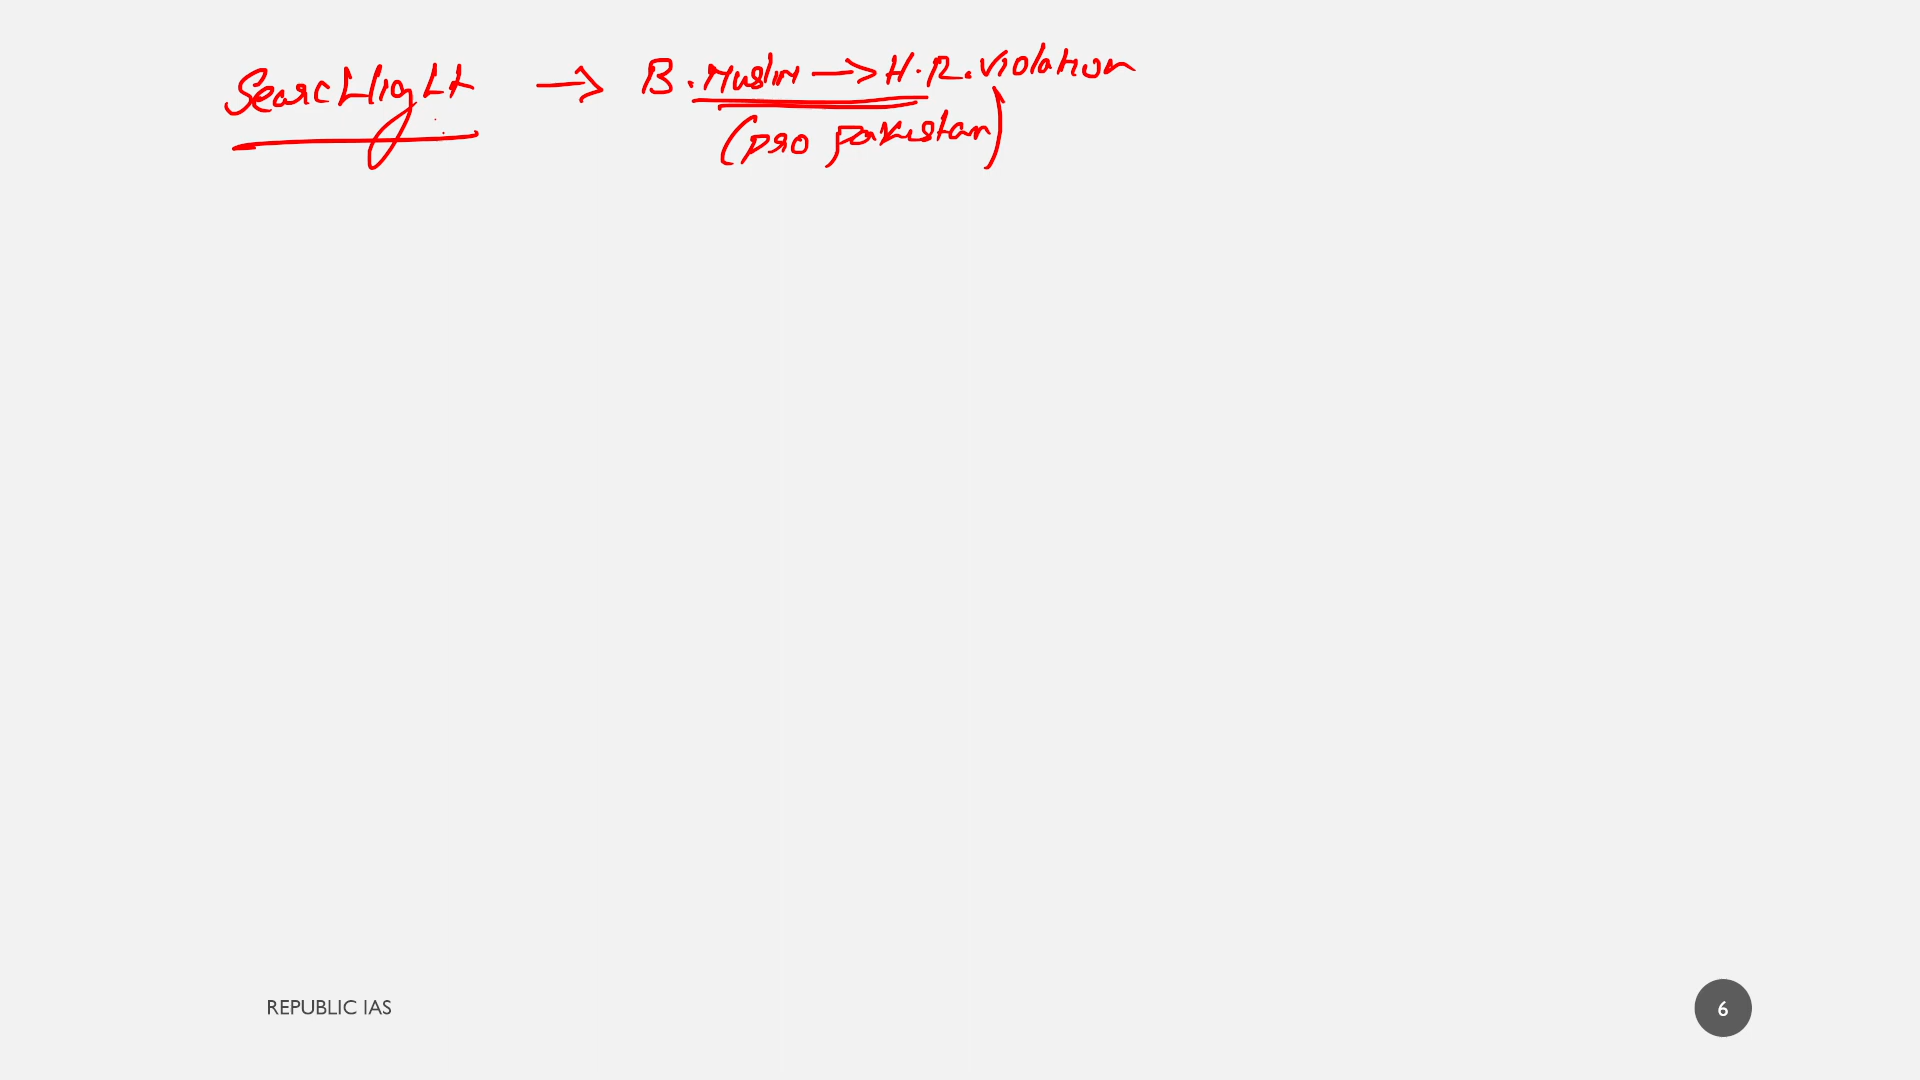 Searchlight → B. Muslim → H.R. violation
(pro pakistan)
REPUBLIC IAS
6